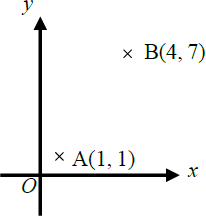 y
B(4, 7)
A(1, 1)
x
O